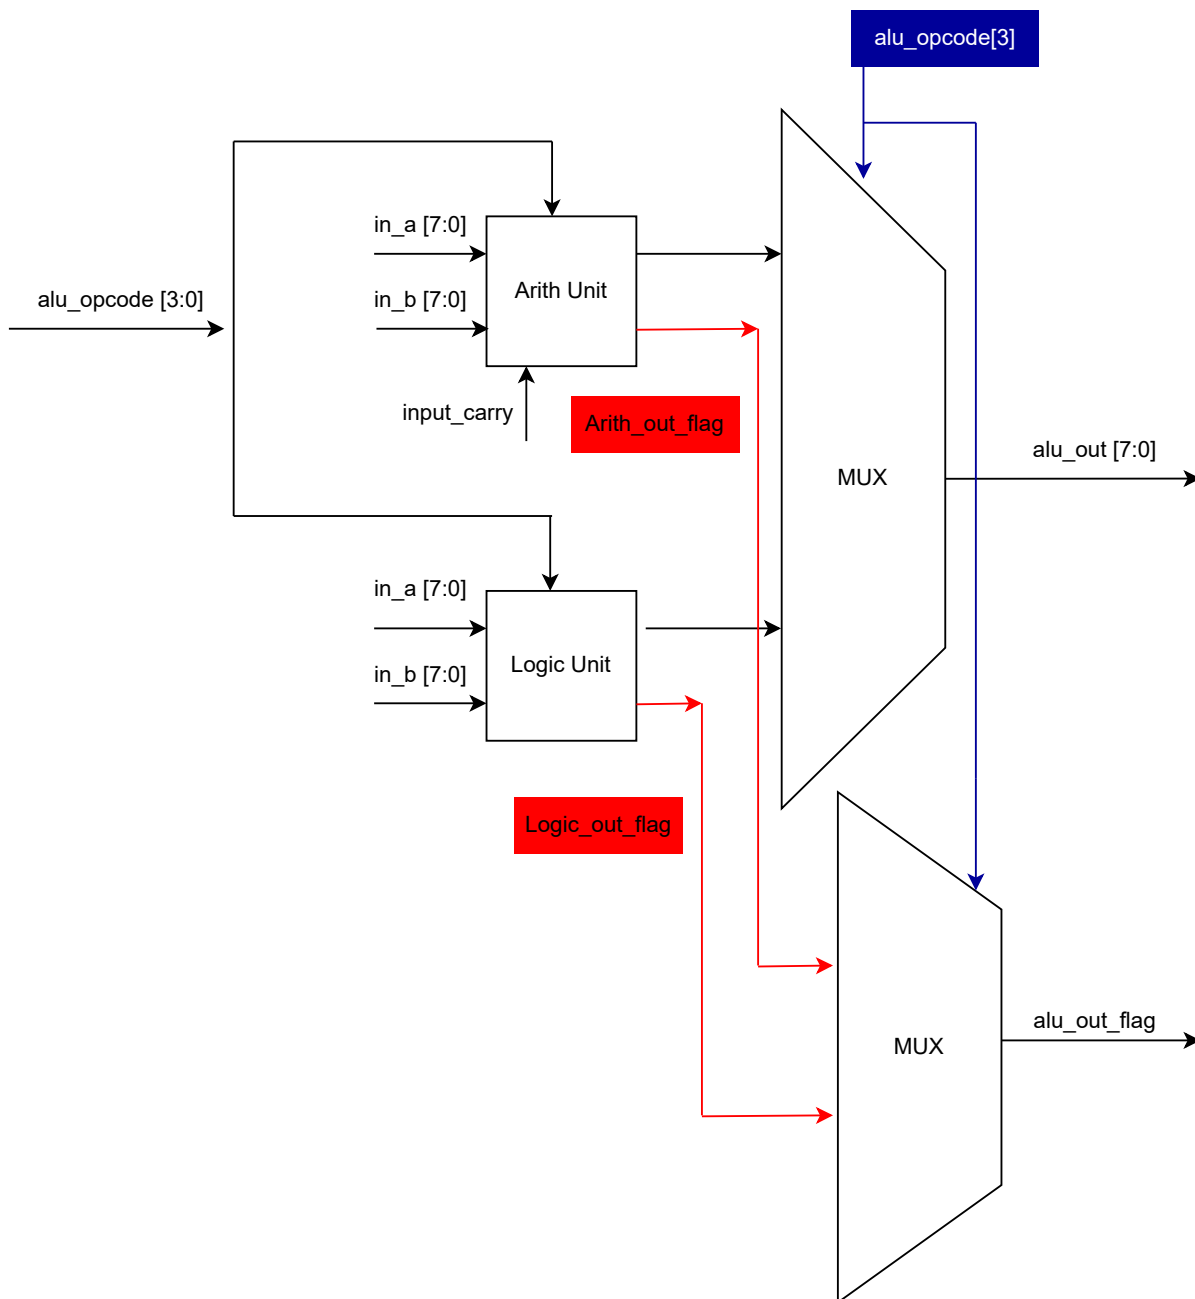 alu_opcode[3]
in_a [7:0]
alu_opcode [3:0]
in_b [7:0]
Arith Unit
input_carry
Arith_out_flag
alu_out [7:0]
MUX
in_a [7:0]
in_b [7:0]
Logic Unit
Logic_out_flag
alu_out_flag
MUX